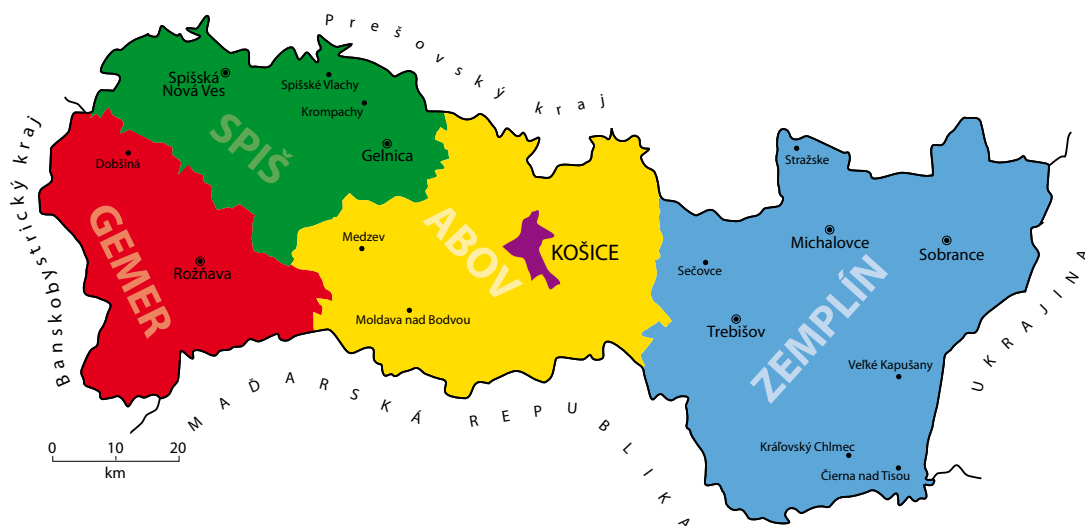 Prešovský kraj
Banskobystrický kraj
MAĎARSKÁ REPUBLIKA
UKRAJINA
SPIŠ
Spišská
Nová Ves
Spišské Vlachy
Krompachy
Gelnica
GEMER
Dobšiná
Rožňava
ABOV
Medzev
Moldava nad Bodvou
KOŠICE
ZEMPLÍN
Stražske
Michalovce
Sobrance
Sečovce
Trebišov
Veľké Kapušany
Kráľovský Chlmec
Čierna nad Tisou
0 10 20
km